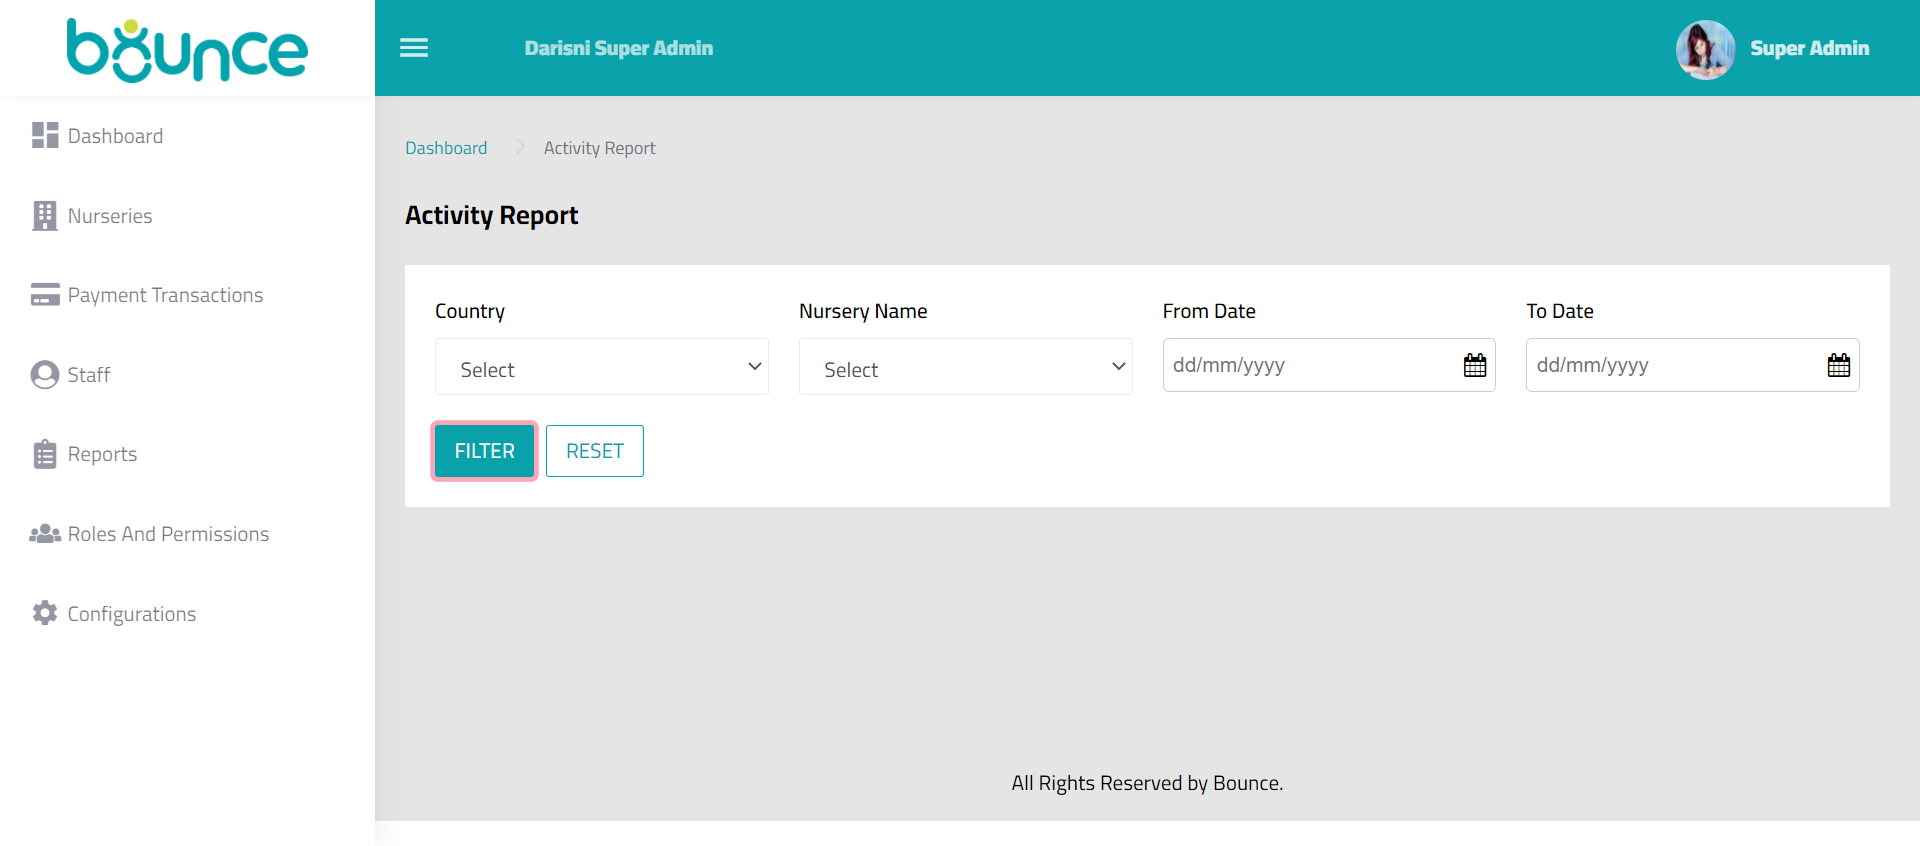 bounce
Darisni Super Admin
Super Admin
Dashboard
Nurseries
Payment Transactions
Staff
Reports
Roles And Permissions
Configurations
Dashboard
Activity Report
Activity Report
Country
Nursery Name
From Date
To Date
Select
Select
dd/mm/yyyy
dd/mm/yyyy
FILTER
RESET
All Rights Reserved by Bounce.